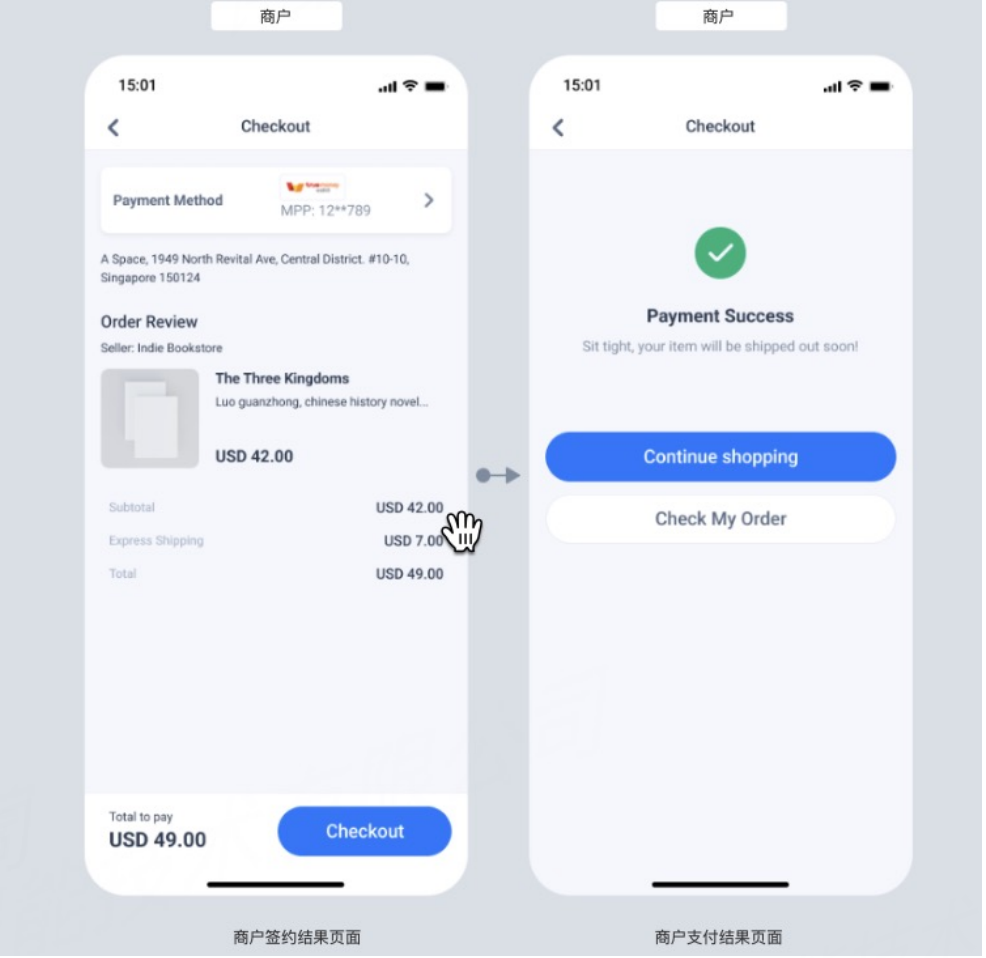 商户
15:01
Checkout
Payment Method
truemoney
MPP: 12**789
A Space, 1949 North Revital Ave, Central District. #10-10,
Singapore 150124
Order Review
Seller: Indie Bookstore
The Three Kingdoms
Luo guanzhong, chinese history novel...
USD 42.00
Subtotal USD 42.00
Express Shipping USD 7.00
Total USD 49.00
Total to pay
USD 49.00
Checkout
商户签约结果页面
商户
15:01
Checkout
Payment Success
Sit tight, your item will be shipped out soon!
Continue shopping
Check My Order
商户支付结果页面